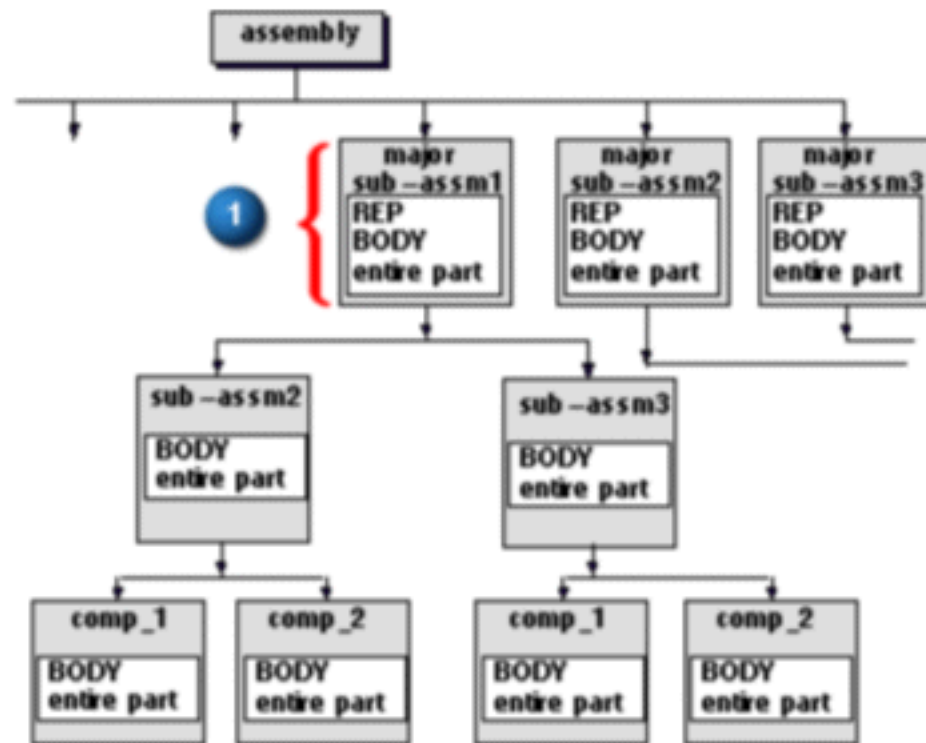 assembly
1
major
sub-assm1
REP
BODY
entire part
major
sub-assm2
REP
BODY
entire part
major
sub-assm3
REP
BODY
entire part
sub-assm2
BODY
entire part
sub-assm3
BODY
entire part
comp_1
BODY
entire part
comp_2
BODY
entire part
comp_1
BODY
entire part
comp_2
BODY
entire part